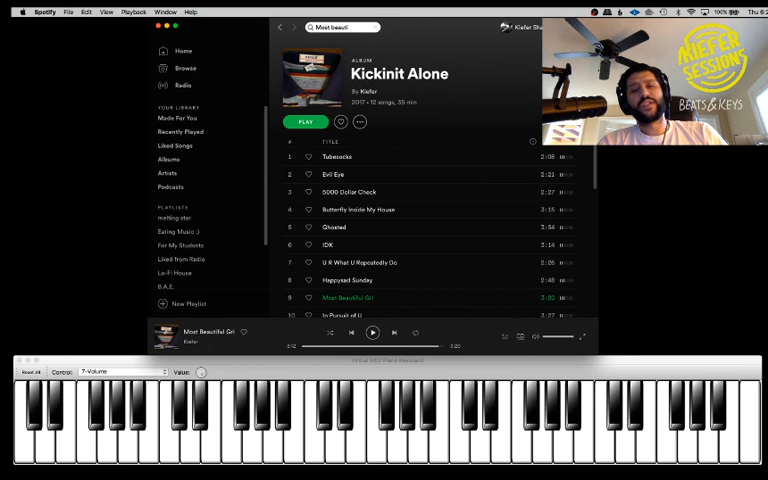 Spotify File Edit View Playback Window Help
100%
Most beauti
Kiefer Sha
Home
Browse
Radio
YOUR LIBRARY
Made For You
Recently Played
Liked Songs
Albums
Artists
Podcasts
PLAYLISTS
melting star
Eating Music ;)
For My Students
Liked from Radio
Lo-Fi House
B.A.E.
New Playlist
ALBUM
Kickinit Alone
By Kiefer
2017 • 12 songs, 35 min
PLAY
# TITLE
1 Tubesocks 2:08
2 Evil Eye 2:21
3 5000 Dollar Check 2:27
4 Butterfly Inside My House 3:15
5 Ghosted 3:54
6 IDK 3:14
7 U R What U Repeatedly Do 2:26
8 Happysad Sunday 2:48
9 Most Beautiful Grl 3:20
10 In Pursuit of U 3:27
KIEFER
SESSIONS
BEATS & KEYS
Most Beautiful Grl
Kiefer
3:12 3:20
Virtual MIDI Piano Keyboard
Reset All Control: 7-Volume Value: